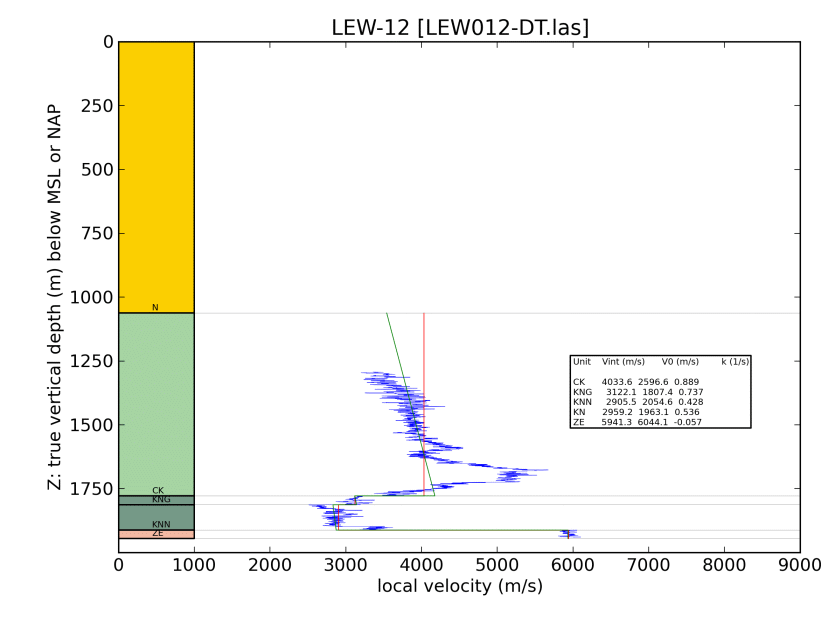 LEW-12 [LEW012-DT.las]
Z: true vertical depth (m) below MSL or NAP
0
250
500
750
1000
1250
1500
1750
N
CK
KNG
KNN
ZE
Unit Vint (m/s) V0 (m/s) k (1/s)
CK 4033.6 2596.6 0.889
KNG 3122.1 1807.4 0.737
KNN 2905.5 2054.6 0.428
KN 2959.2 1963.1 0.536
ZE 5941.3 6044.1 -0.057
0 1000 2000 3000 4000 5000 6000 7000 8000 9000
local velocity (m/s)